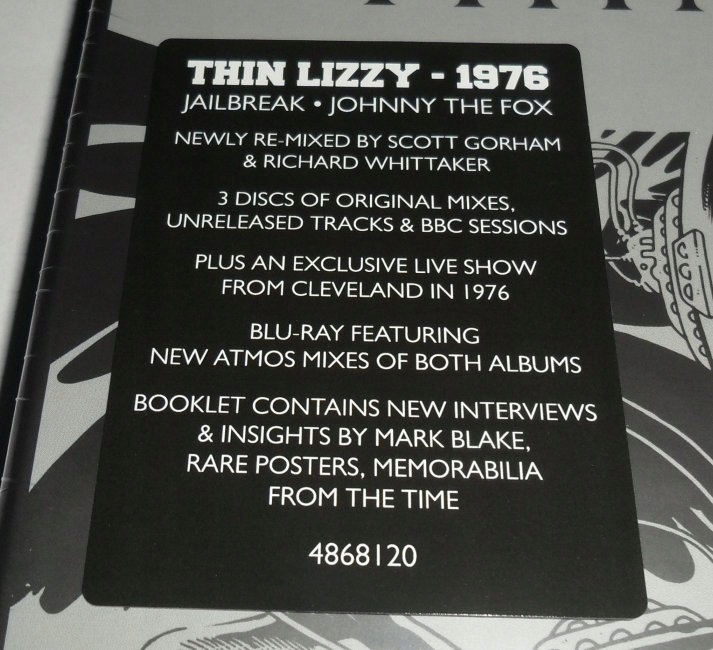 THIN LIZZY - 1976
JAILBREAK • JOHNNY THE FOX
NEWLY RE-MIXED BY SCOTT GORHAM
& RICHARD WHITTAKER
3 DISCS OF ORIGINAL MIXES,
UNRELEASED TRACKS & BBC SESSIONS
PLUS AN EXCLUSIVE LIVE SHOW
FROM CLEVELAND IN 1976
BLU-RAY FEATURING
NEW ATMOS MIXES OF BOTH ALBUMS
BOOKLET CONTAINS NEW INTERVIEWS
& INSIGHTS BY MARK BLAKE,
RARE POSTERS, MEMORABILIA
FROM THE TIME
4868120